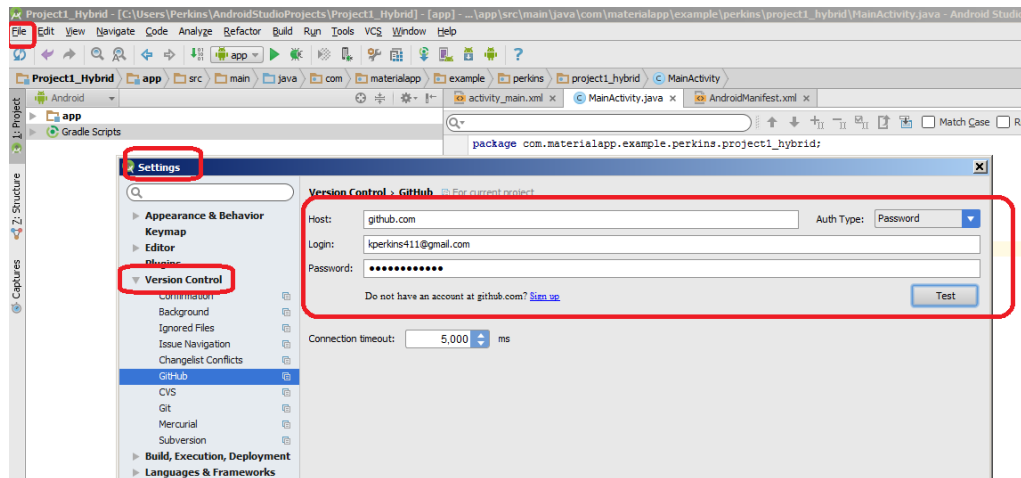 Project1_Hybrid - [C:\Users\Perkins\AndroidStudioProjects\Project1_Hybrid] - [app] - ...\app\src\main\java\com\materialapp\example\perkins\project1_hybrid\MainActivity.java - Android Studio
File Edit View Navigate Code Analyze Refactor Build Run Tools VCS Window Help
app
Project1_Hybrid app src main java com materialapp example perkins project1_hybrid MainActivity
1: Project
Android
activity_main.xml MainActivity.java AndroidManifest.xml
app
Gradle Scripts
Match Case R
package com.materialapp.example.perkins.project1_hybrid;
Z: Structure
Captures
Settings
Version Control › GitHub For current project
Appearance & Behavior
Keymap
Editor
Plugins
Version Control
Confirmation
Background
Ignored Files
Issue Navigation
Changelist Conflicts
GitHub
CVS
Git
Mercurial
Subversion
Build, Execution, Deployment
Languages & Frameworks
Host: github.com Auth Type: Password
Login: kperkins411@gmail.com
Password: ●●●●●●●●●●●●
Do not have an account at github.com? Sign up
Test
Connection timeout: 5,000 ms